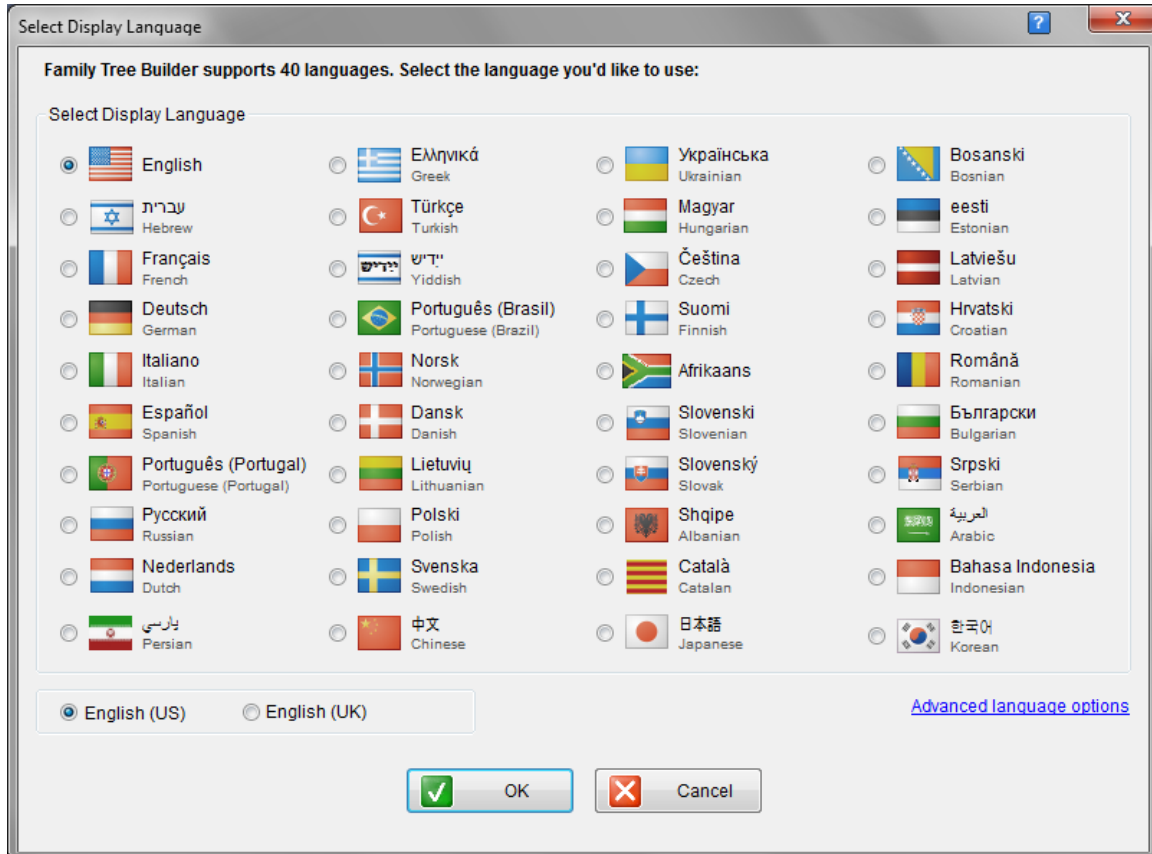 Select Display Language
Family Tree Builder supports 40 languages. Select the language you'd like to use:
Select Display Language
English
Ελληνικά
Greek
Українська
Ukrainian
Bosanski
Bosnian
עברית
Hebrew
Türkçe
Turkish
Magyar
Hungarian
eesti
Estonian
Français
French
ייִדיש
ייִדיש
Yiddish
Čeština
Czech
Latviešu
Latvian
Deutsch
German
Português (Brasil)
Portuguese (Brazil)
Suomi
Finnish
Hrvatski
Croatian
Italiano
Italian
Norsk
Norwegian
Afrikaans
Română
Romanian
Español
Spanish
Dansk
Danish
Slovenski
Slovenian
Български
Bulgarian
Português (Portugal)
Portuguese (Portugal)
Lietuvių
Lithuanian
Slovenský
Slovak
Srpski
Serbian
Русский
Russian
Polski
Polish
Shqipe
Albanian
العربية
Arabic
Nederlands
Dutch
Svenska
Swedish
Català
Catalan
Bahasa Indonesia
Indonesian
پارسي
Persian
中文
Chinese
日本語
Japanese
한국어
Korean
English (US)
English (UK)
Advanced language options
OK
Cancel